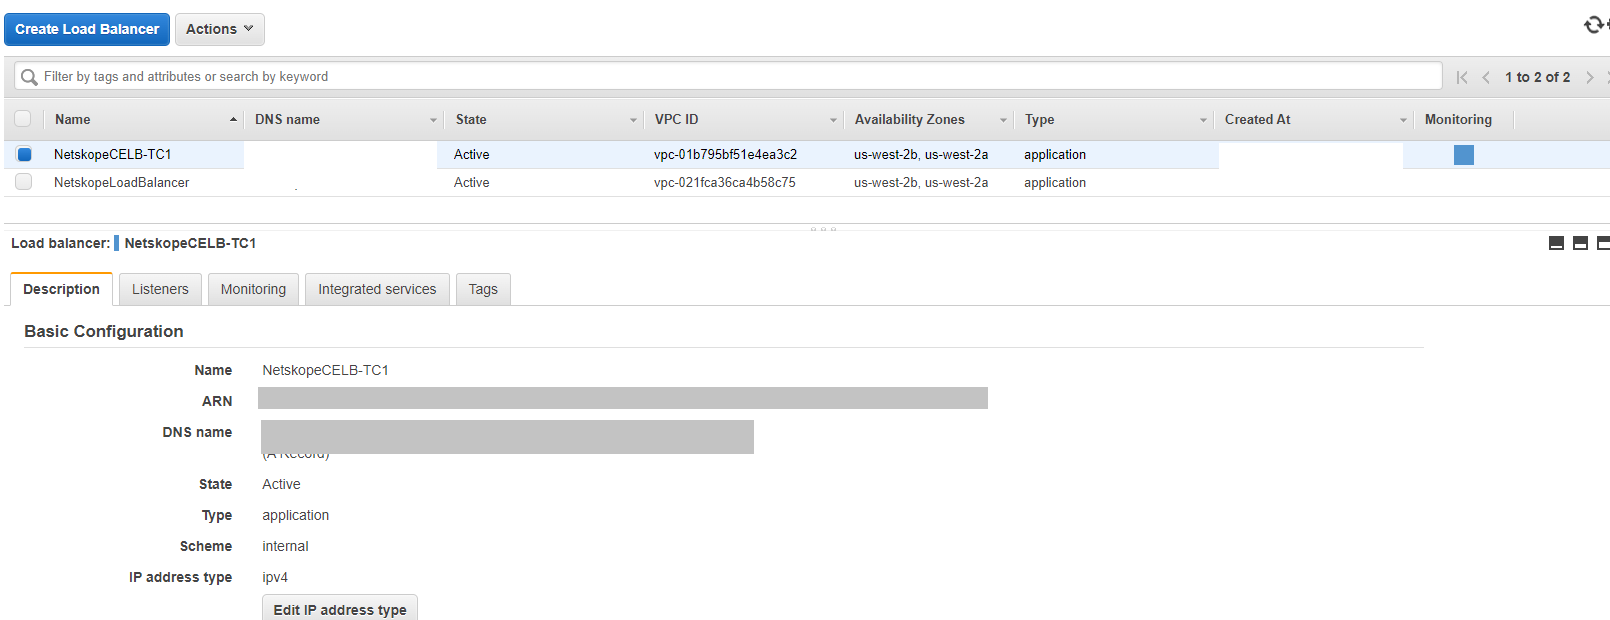 Create Load Balancer Actions
Filter by tags and attributes or search by keyword 1 to 2 of 2
Name DNS name State VPC ID Availability Zones Type Created At Monitoring
NetskopeCELB-TC1 Active vpc-01b795bf51e4ea3c2 us-west-2b, us-west-2a application
NetskopeLoadBalancer Active vpc-021fca36ca4b58c75 us-west-2b, us-west-2a application
Load balancer: NetskopeCELB-TC1
Description Listeners Monitoring Integrated services Tags
Basic Configuration
Name NetskopeCELB-TC1
ARN
DNS name
(A Record)
State Active
Type application
Scheme internal
IP address type ipv4
Edit IP address type